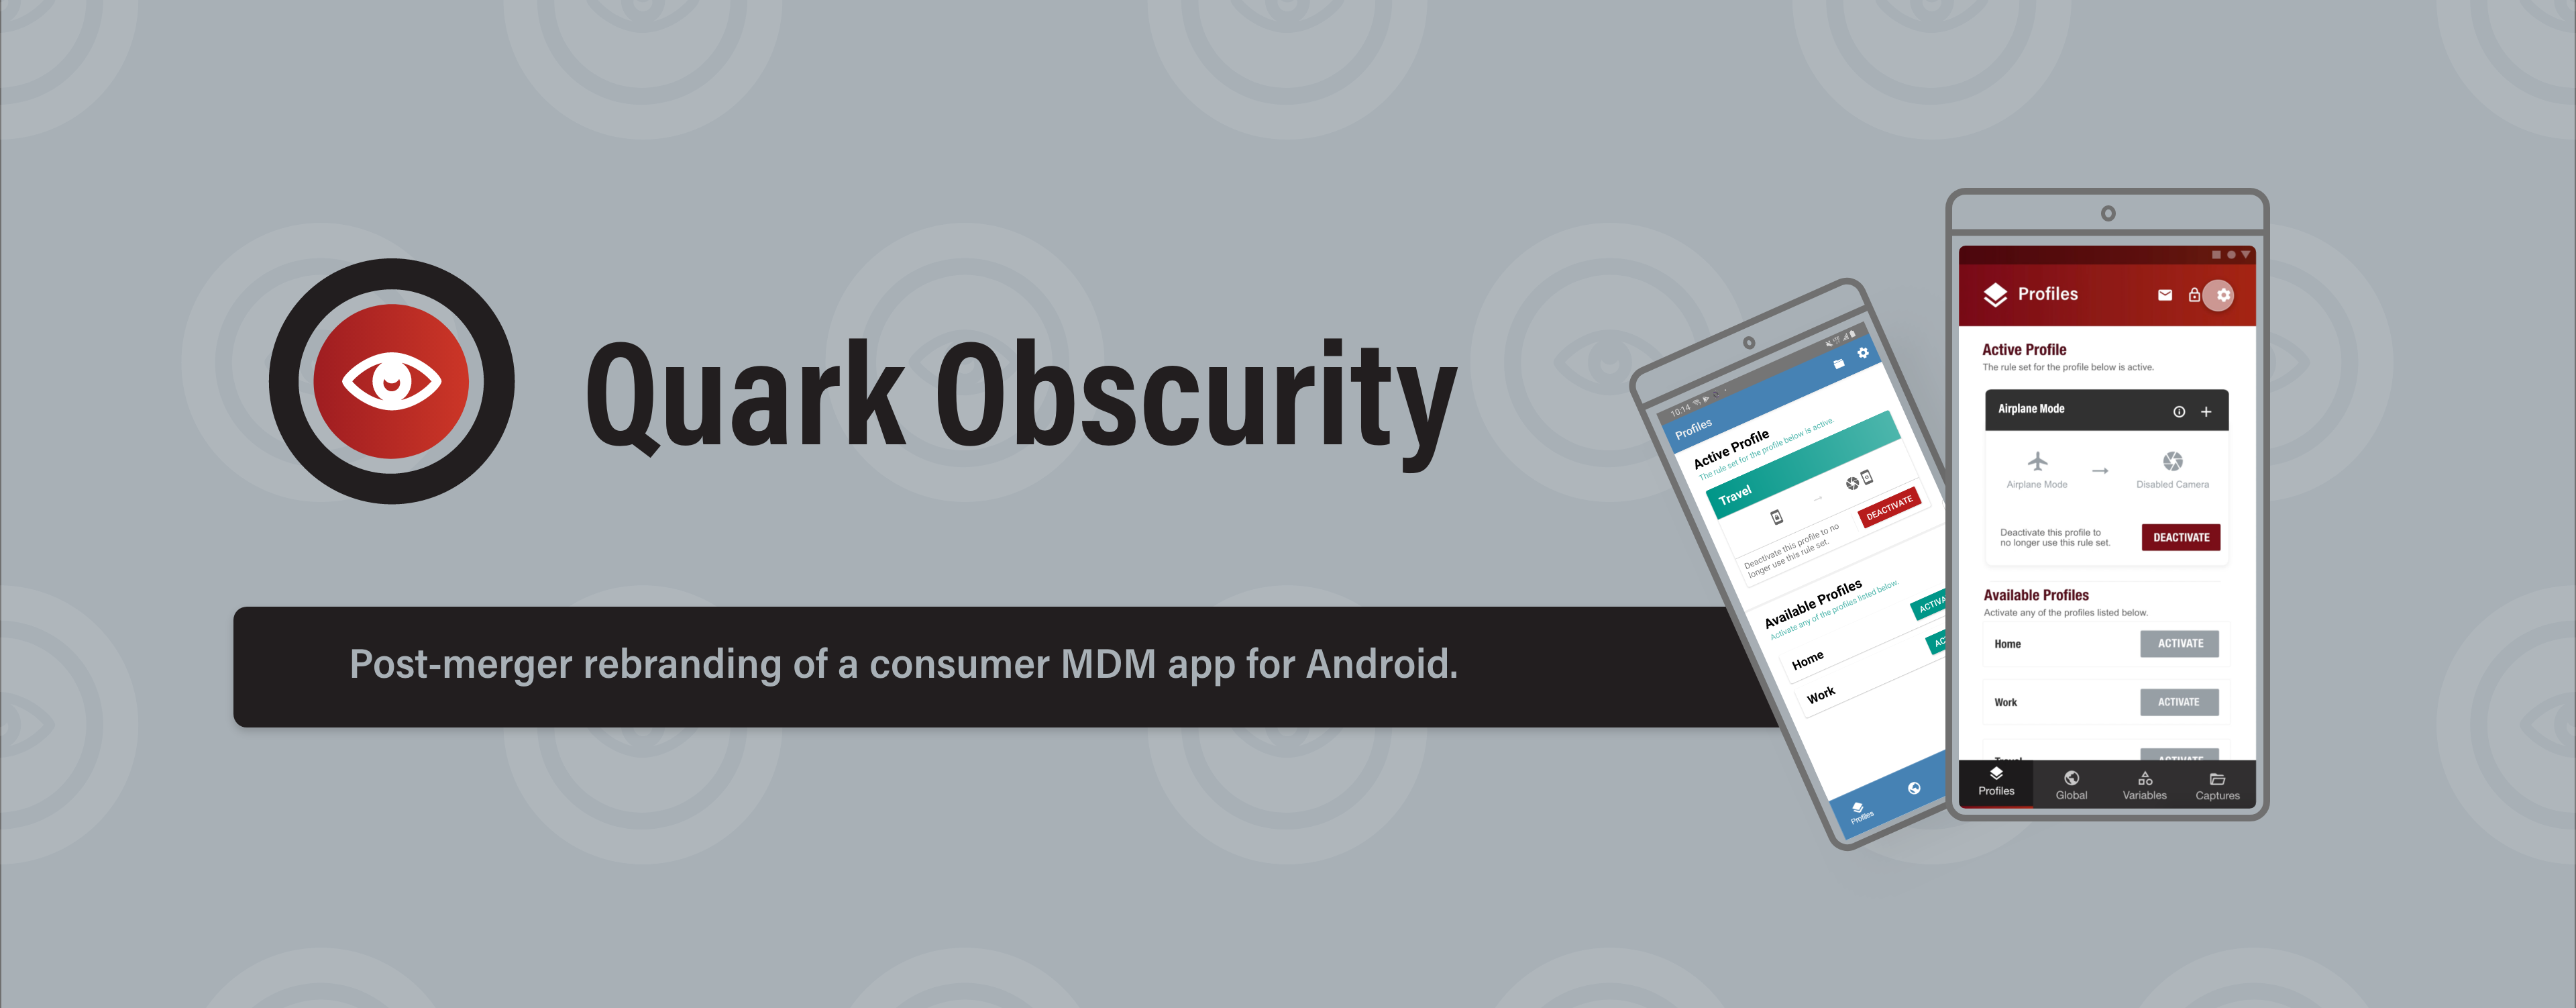 Quark Obscurity
Post-merger rebranding of a consumer MDM app for Android.
10:14
Profiles
Active Profile
The rule set for the profile below is active.
Travel
Deactivate this profile to no
longer use this rule set.
DEACTIVATE
Available Profiles
Activate any of the profiles listed below.
Home
Work
Profiles
Profiles
Active Profile
The rule set for the profile below is active.
Airplane Mode
Airplane Mode
Disabled Camera
Deactivate this profile to
no longer use this rule set.
DEACTIVATE
Available Profiles
Activate any of the profiles listed below.
Home
ACTIVATE
Work
ACTIVATE
Profiles
Global
Variables
Captures